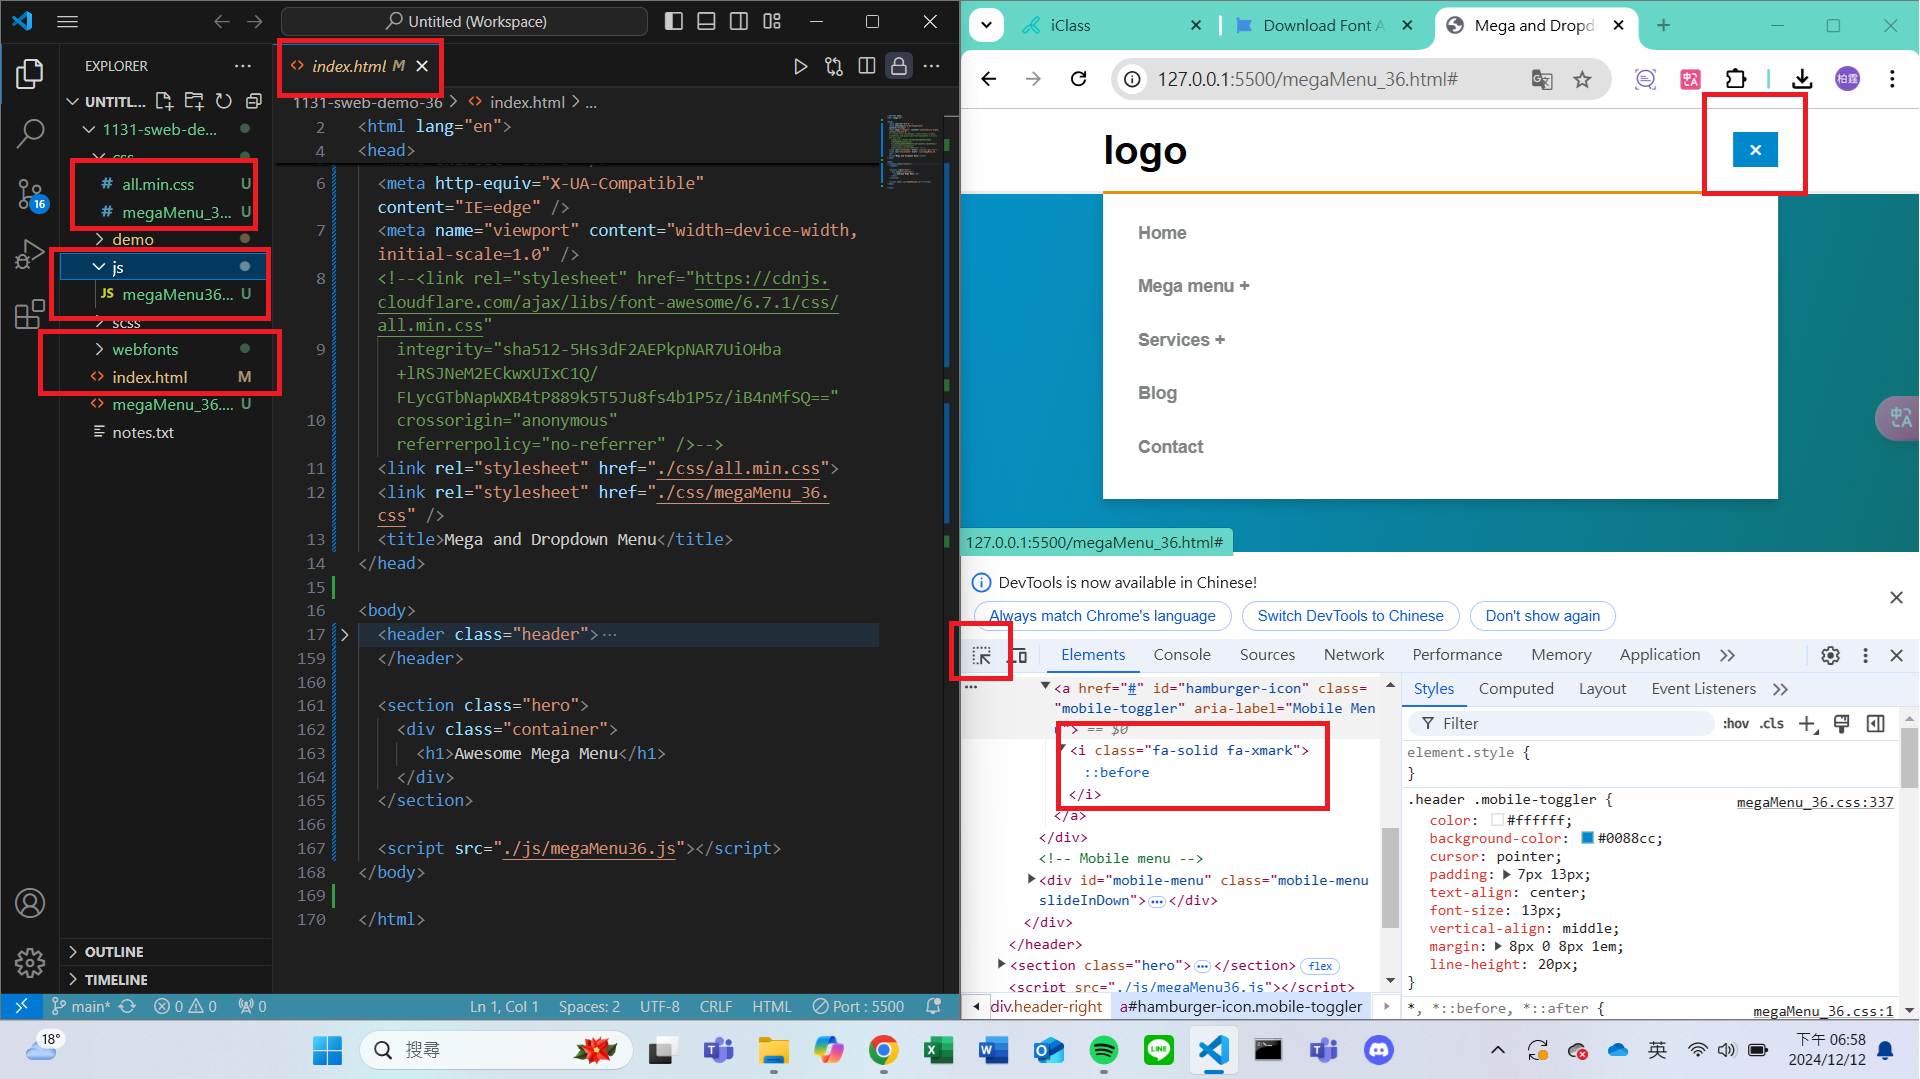 Untitled (Workspace)
EXPLORER
UNTITL...
1131-sweb-de...
css
# all.min.css U
# megaMenu_3... U
demo
js
JS megaMenu36... U
scss
webfonts
index.html M
megaMenu_36.... U
notes.txt
16
OUTLINE
TIMELINE
index.html M
1131-sweb-demo-36 > index.html > ...
2 <html lang="en">
4 <head>
6 <meta http-equiv="X-UA-Compatible"
content="IE=edge" />
7 <meta name="viewport" content="width=device-width,
initial-scale=1.0" />
8 <!--<link rel="stylesheet" href="https://cdnjs.
cloudflare.com/ajax/libs/font-awesome/6.7.1/css/
all.min.css"
9 integrity="sha512-5Hs3dF2AEPkpNAR7UiOHba
+lRSJNeM2ECkwxUIxC1Q/
FLycGTbNapWXB4tP889k5T5Ju8fs4b1P5z/iB4nMfSQ=="
10 crossorigin="anonymous"
referrerpolicy="no-referrer" />-->
11 <link rel="stylesheet" href="./css/all.min.css">
12 <link rel="stylesheet" href="./css/megaMenu_36.
css" />
13 <title>Mega and Dropdown Menu</title>
14 </head>
15
16 <body>
17 <header class="header">...
159 </header>
160
161 <section class="hero">
162 <div class="container">
163 <h1>Awesome Mega Menu</h1>
164 </div>
165 </section>
166
167 <script src="./js/megaMenu36.js"></script>
168 </body>
169
170 </html>
main* 0 0 0 Ln 1, Col 1 Spaces: 2 UTF-8 CRLF HTML Port : 5500
iClass
Download Font A
Mega and Dropd
127.0.0.1:5500/megaMenu_36.html#
柏霆
logo
×
Home
Mega menu +
Services +
Blog
Contact
127.0.0.1:5500/megaMenu_36.html#
DevTools is now available in Chinese!
Always match Chrome's language
Switch DevTools to Chinese
Don't show again
Elements Console Sources Network Performance Memory Application
<a href="#" id="hamburger-icon" class=
"mobile-toggler" aria-label="Mobile Men
"> == $0
<i class="fa-solid fa-xmark">
::before
</i>
</a>
</div>
<!-- Mobile menu -->
<div id="mobile-menu" class="mobile-menu
slideInDown">...</div>
</div>
</header>
<section class="hero">...</section> flex
<script src="./js/megaMenu36.js"></script>
div.header-right a#hamburger-icon.mobile-toggler
Styles Computed Layout Event Listeners
Filter :hov .cls
element.style {
}
.header .mobile-toggler { megaMenu_36.css:337
color: #ffffff;
background-color: #0088cc;
cursor: pointer;
padding: 7px 13px;
text-align: center;
font-size: 13px;
vertical-align: middle;
margin: 8px 0 8px 1em;
line-height: 20px;
}
*, *::before, *::after { megaMenu_36.css:1
18°
搜尋
英
下午 06:58
2024/12/12